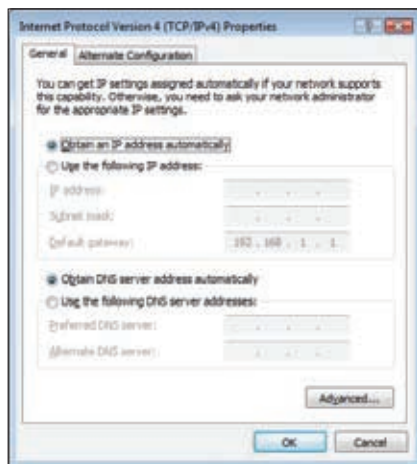 Internet Protocol Version 4 (TCP/IPv4) Properties
General
Alternate Configuration
You can get IP settings assigned automatically if your network supports
this capability. Otherwise, you need to ask your network administrator
for the appropriate IP settings.
Obtain an IP address automatically
Use the following IP address:
IP address:
Subnet mask:
Default gateway:
192 . 168 . 1 . 1
Obtain DNS server address automatically
Use the following DNS server addresses:
Preferred DNS server:
Alternate DNS server:
Advanced...
OK
Cancel